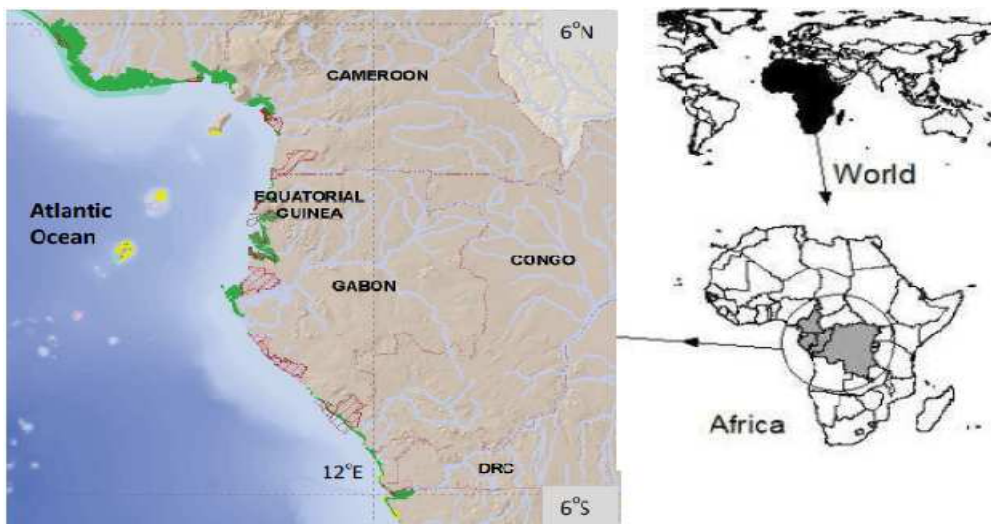 6°N
CAMEROON
World
EQUATORIAL
GUINEA
Atlantic
Ocean
CONGO
GABON
Africa
12°E
DRC
6°S